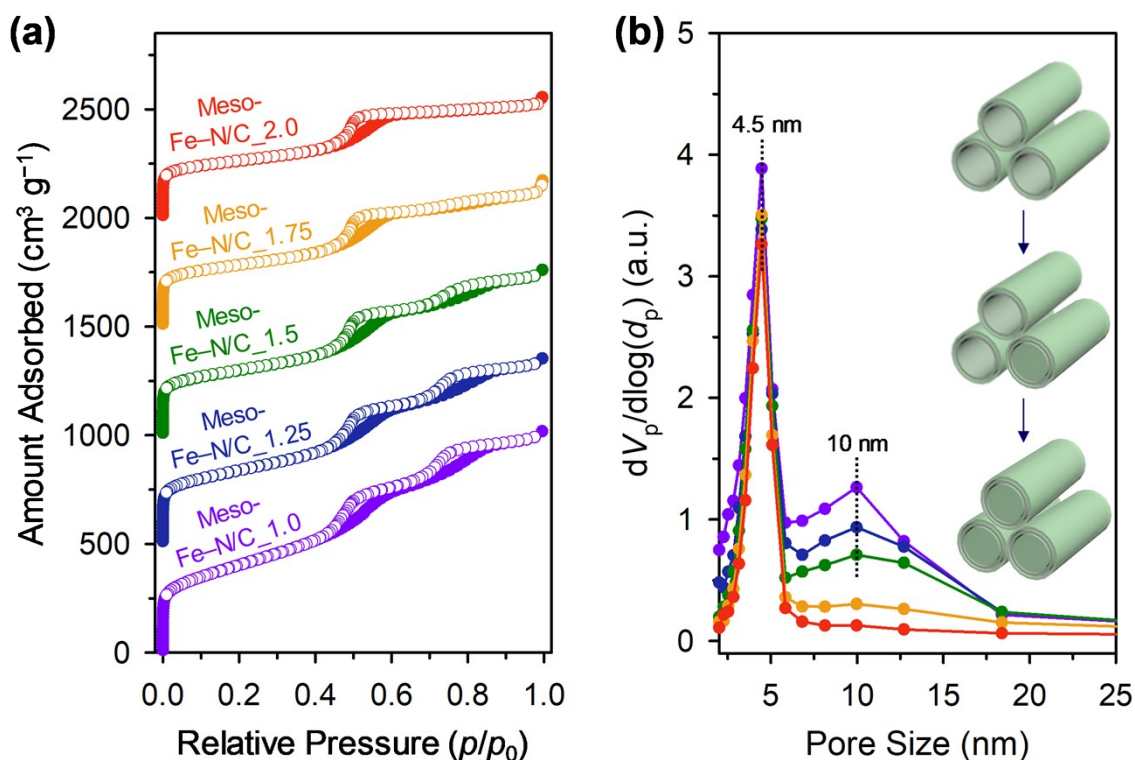 (a)
Amount Adsorbed (cm³ g⁻¹)
2500
2000
1500
1000
500
0
Meso-
Fe–N/C_2.0
Meso-
Fe–N/C_1.75
Meso-
Fe–N/C_1.5
Meso-
Fe–N/C_1.25
Meso-
Fe–N/C_1.0
0.0 0.2 0.4 0.6 0.8 1.0
Relative Pressure (p/p₀)
(b)
dVₚ/dlog(dₚ) (a.u.)
5
4
3
2
1
0
4.5 nm
10 nm
5 10 15 20 25
Pore Size (nm)